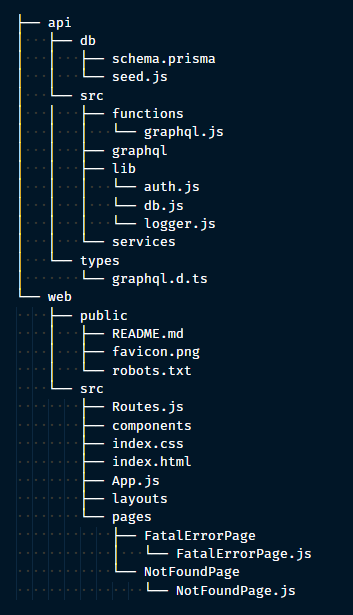 ├── api
│   ├── db
│   │   ├── schema.prisma
│   │   └── seed.js
│   └── src
│   │   ├── functions
│   │   │   └── graphql.js
│   │   ├── graphql
│   │   ├── lib
│   │   │   └── auth.js
│   │   │   └── db.js
│   │   │   └── logger.js
│   │   └── services
│   └── types
│       └── graphql.d.ts
└── web
    ├── public
    │   ├── README.md
    │   ├── favicon.png
    │   ├── robots.txt
    └── src
        ├── Routes.js
        ├── components
        ├── index.css
        ├── index.html
        ├── App.js
        ├── layouts
        └── pages
            ├── FatalErrorPage
            │   └── FatalErrorPage.js
            └── NotFoundPage
                └── NotFoundPage.js